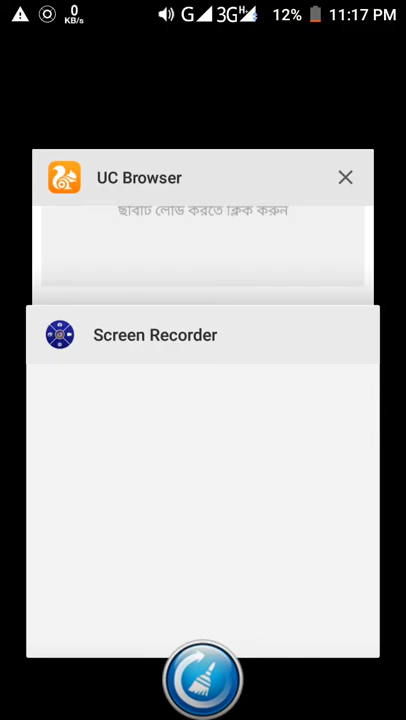 0
KB/s
G 3G H+ 12% 11:17 PM
UC Browser
ছবিটি লোড করতে ক্লিক করুন
Screen Recorder